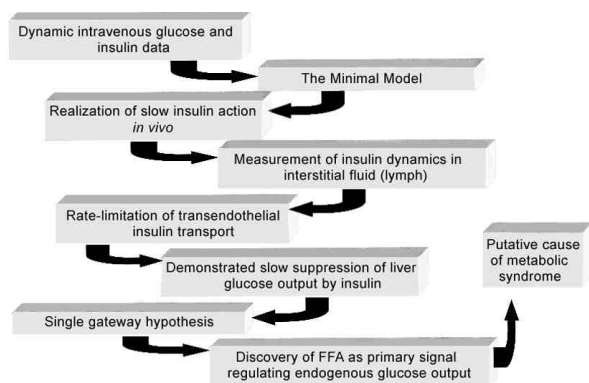 Dynamic intravenous glucose and
insulin data
The Minimal Model
Realization of slow insulin action
in vivo
Measurement of insulin dynamics in
interstitial fluid (lymph)
Rate-limitation of transendothelial
insulin transport
Demonstrated slow suppression of liver
glucose output by insulin
Single gateway hypothesis
Discovery of FFA as primary signal
regulating endogenous glucose output
Putative cause
of metabolic
syndrome